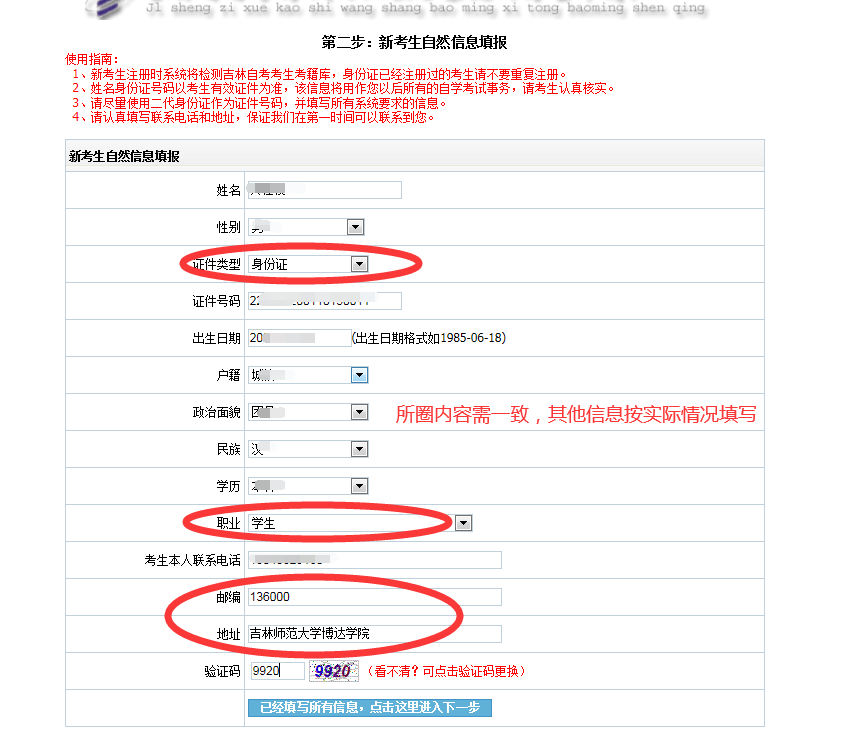 Jl sheng zi xue kao shi wang shang bao ming xi tong baoming shen qing
第二步：新考生自然信息填报
使用指南：
1、新考生注册时系统将检测吉林自考考生考籍库，身份证已经注册过的考生请不要重复注册。
2、姓名身份证号码以考生有效证件为准，该信息将用作您以后所有的自学考试事务，请考生认真核实。
3、请尽量使用二代身份证作为证件号码，并填写所有系统要求的信息。
4、请认真填写联系电话和地址，保证我们在第一时间可以联系到您。
新考生自然信息填报
姓名
性别
证件类型 身份证
证件号码 22
出生日期 20 (出生日期格式如1985-06-18)
户籍
政治面貌 所圈内容需一致，其他信息按实际情况填写
民族 汉
学历
职业 学生
考生本人联系电话
邮编 136000
地址 吉林师范大学博达学院
验证码 9920 9920 （看不清？可点击验证码更换）
已经填写所有信息，点击这里进入下一步